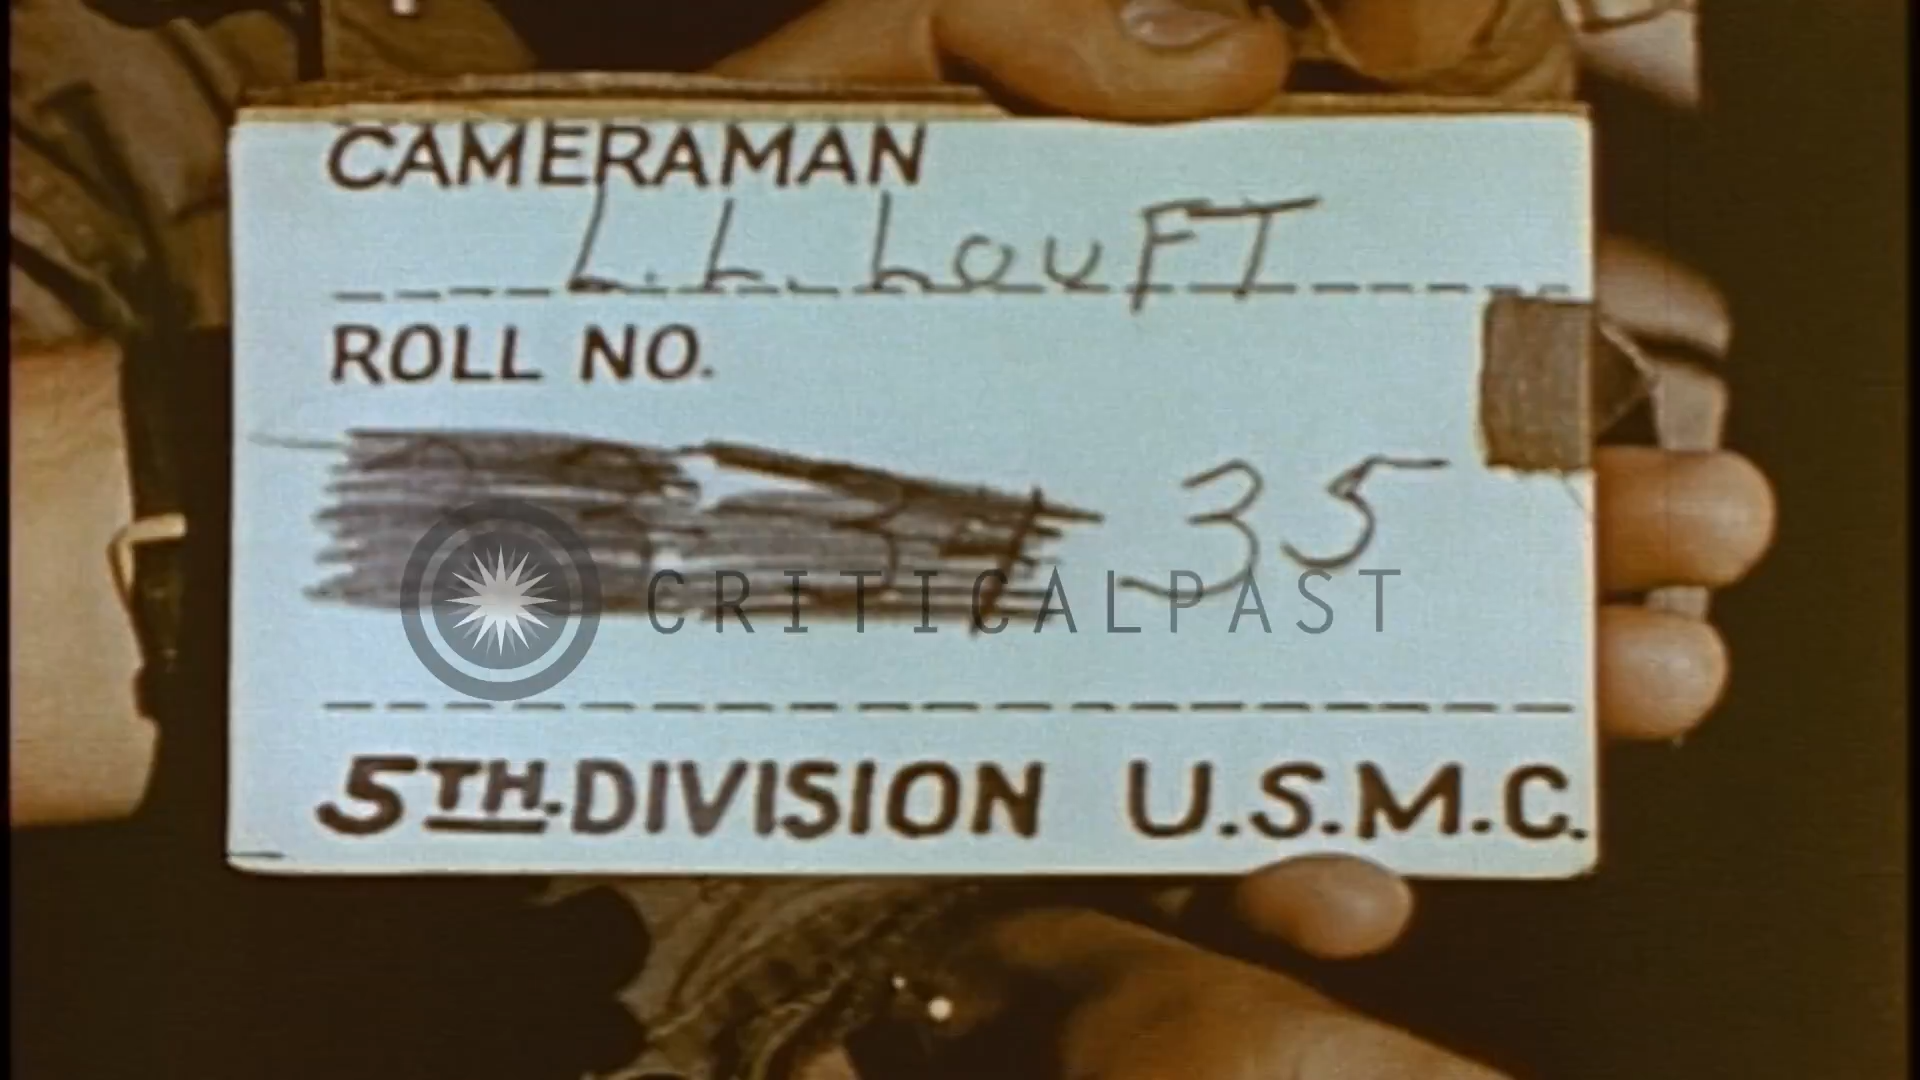 CAMERAMAN
L. L. LOUFT
ROLL NO.
35
CRITICALPAST
5TH. DIVISION U.S.M.C.